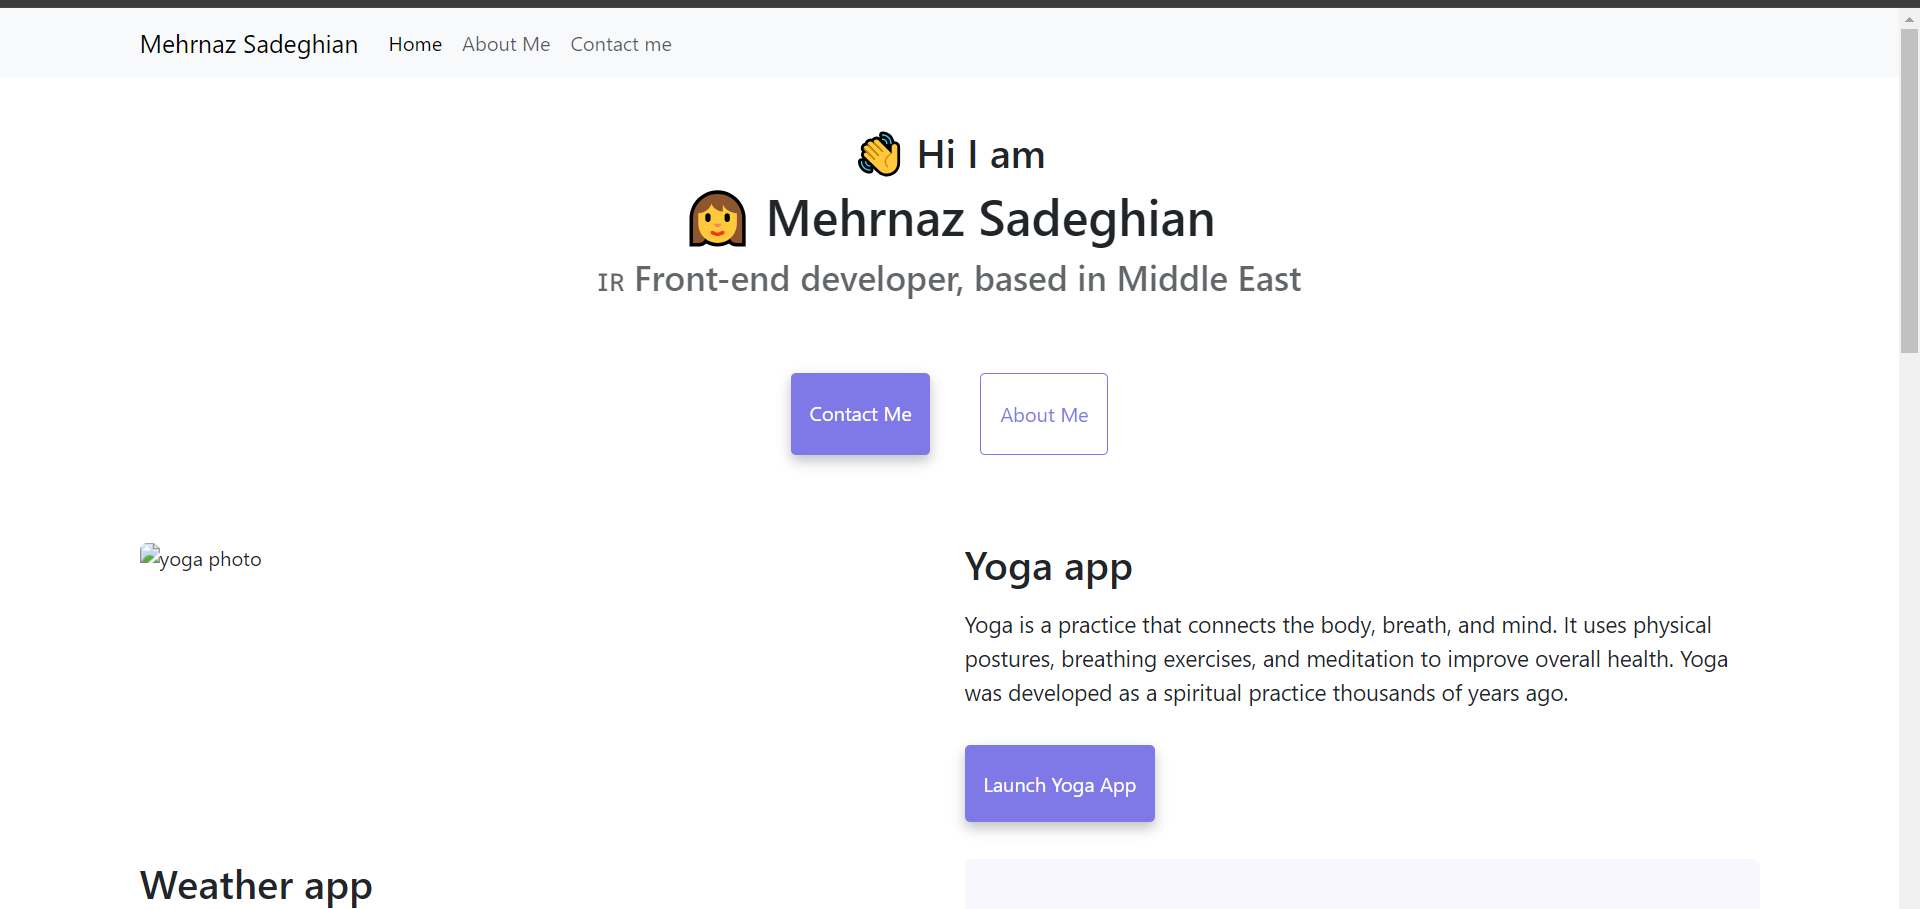 Mehrnaz Sadeghian Home About Me Contact me
👋 Hi I am
👩 Mehrnaz Sadeghian
IR Front-end developer, based in Middle East
Contact Me About Me
yoga photo
Yoga app
Yoga is a practice that connects the body, breath, and mind. It uses physical
postures, breathing exercises, and meditation to improve overall health. Yoga
was developed as a spiritual practice thousands of years ago.
Launch Yoga App
Weather app